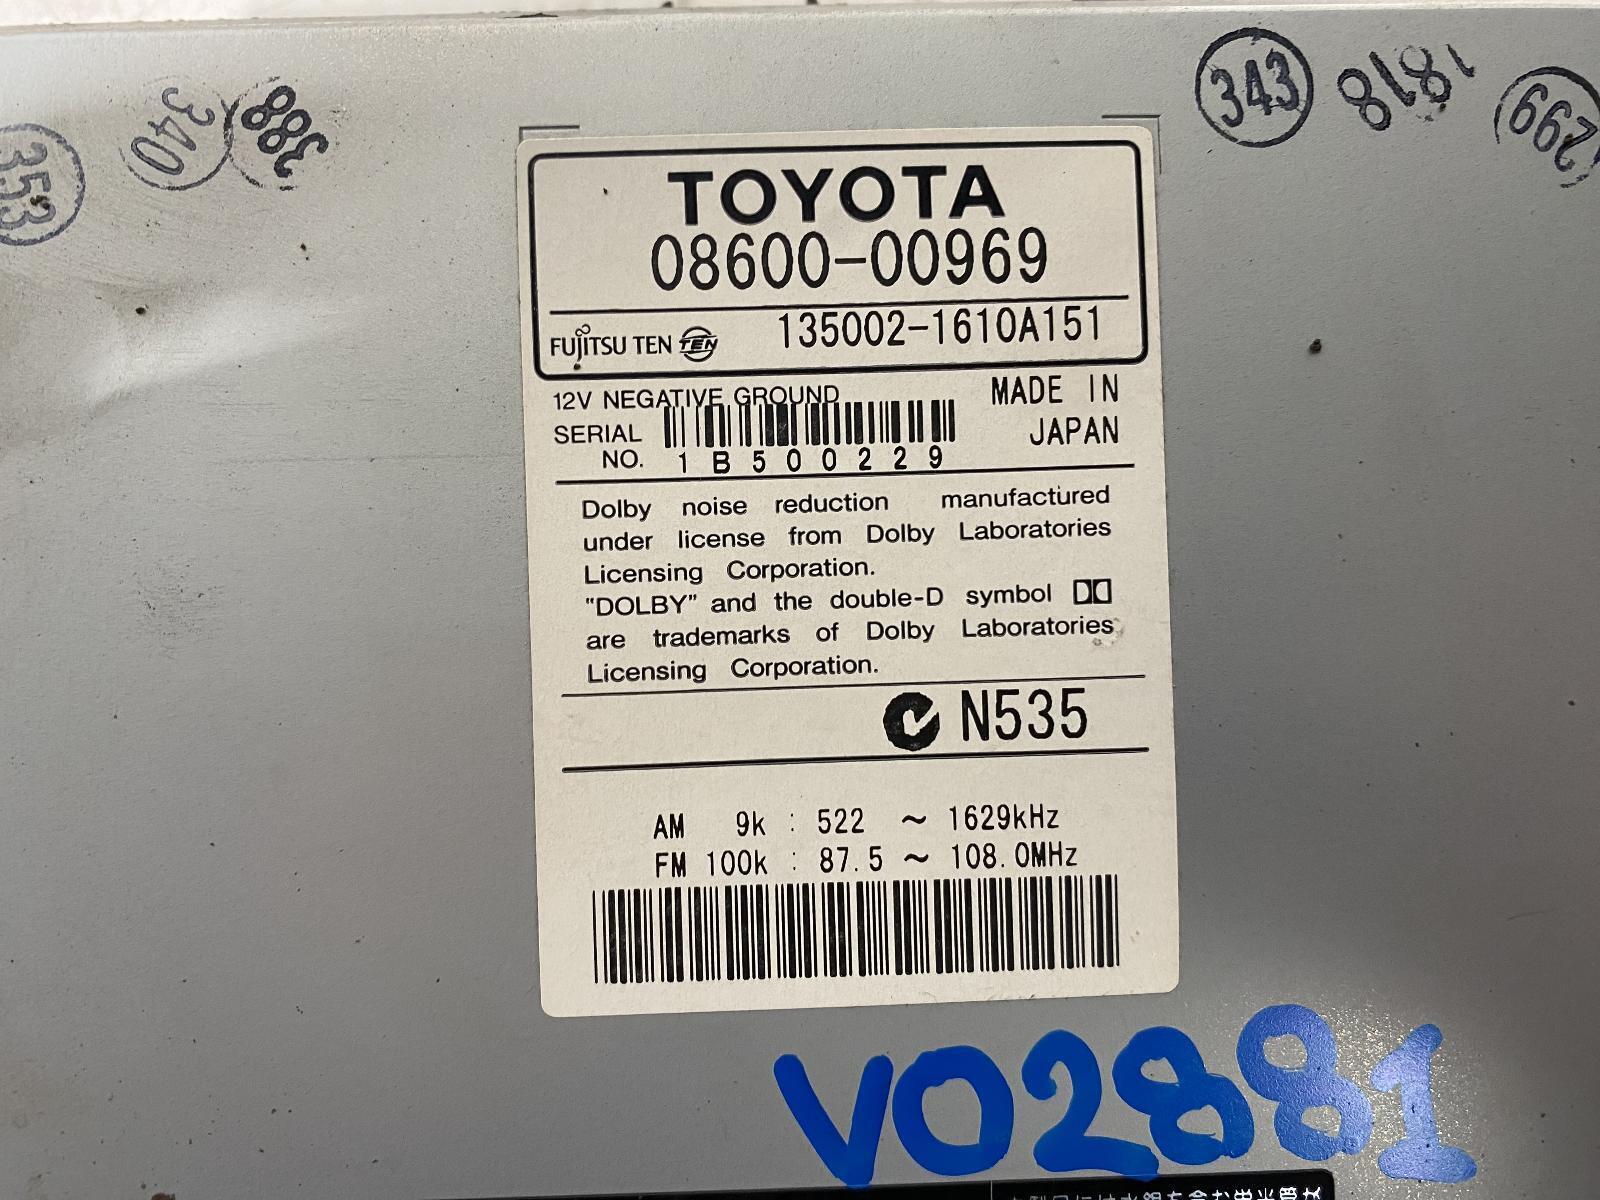 353
340
388
343
1818
299
TOYOTA
08600-00969
FUJITSU TEN TEN 135002-1610A151
12V NEGATIVE GROUND
MADE IN
JAPAN
SERIAL
NO. 1B500229
Dolby noise reduction manufactured
under license from Dolby Laboratories
Licensing Corporation.
"DOLBY" and the double-D symbol
are trademarks of Dolby Laboratories
Licensing Corporation.
N535
AM 9k : 522 ~ 1629kHz
FM 100k : 87.5 ~ 108.0MHz
V02881